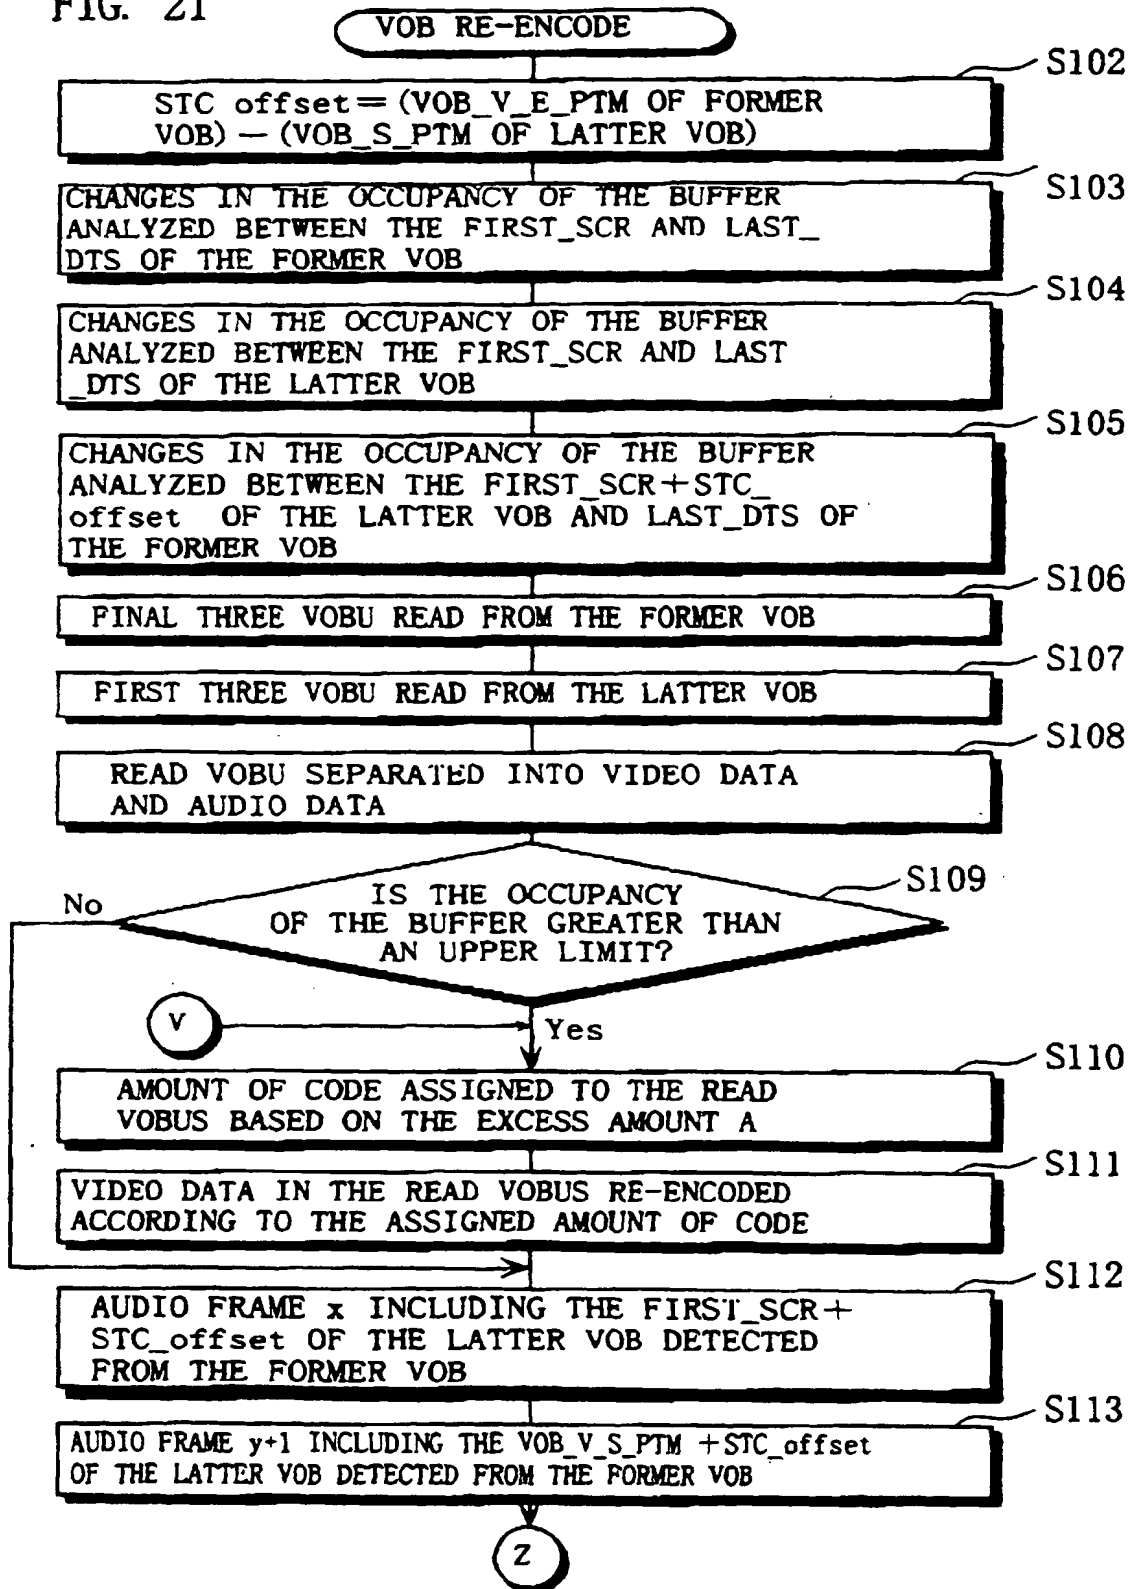 FIG. 21
VOB RE-ENCODE
S102
STC offset＝(VOB_V_E_PTM OF FORMER
VOB)－(VOB_S_PTM OF LATTER VOB)
S103
CHANGES IN THE OCCUPANCY OF THE BUFFER
ANALYZED BETWEEN THE FIRST_SCR AND LAST_
DTS OF THE FORMER VOB
S104
CHANGES IN THE OCCUPANCY OF THE BUFFER
ANALYZED BETWEEN THE FIRST_SCR AND LAST
_DTS OF THE LATTER VOB
S105
CHANGES IN THE OCCUPANCY OF THE BUFFER
ANALYZED BETWEEN THE FIRST_SCR＋STC_
offset OF THE LATTER VOB AND LAST_DTS OF
THE FORMER VOB
S106
FINAL THREE VOBU READ FROM THE FORMER VOB
S107
FIRST THREE VOBU READ FROM THE LATTER VOB
S108
READ VOBU SEPARATED INTO VIDEO DATA
AND AUDIO DATA
S109
No
IS THE OCCUPANCY
OF THE BUFFER GREATER THAN
AN UPPER LIMIT?
V
Yes
S110
AMOUNT OF CODE ASSIGNED TO THE READ
VOBUS BASED ON THE EXCESS AMOUNT A
S111
VIDEO DATA IN THE READ VOBUS RE-ENCODED
ACCORDING TO THE ASSIGNED AMOUNT OF CODE
S112
AUDIO FRAME x INCLUDING THE FIRST_SCR＋
STC_offset OF THE LATTER VOB DETECTED
FROM THE FORMER VOB
S113
AUDIO FRAME y+1 INCLUDING THE VOB_V_S_PTM +STC_offset
OF THE LATTER VOB DETECTED FROM THE FORMER VOB
Z